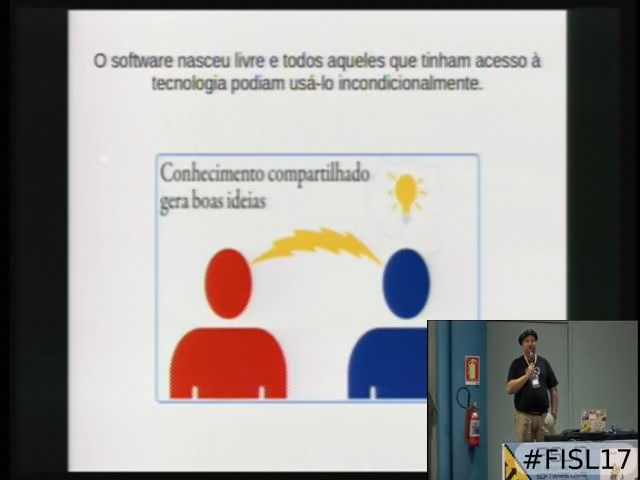 O software nasceu livre e todos aqueles que tinham acesso à
tecnologia podiam usá-lo incondicionalmente.
Conhecimento compartilhado
gera boas ideias
#FISL17